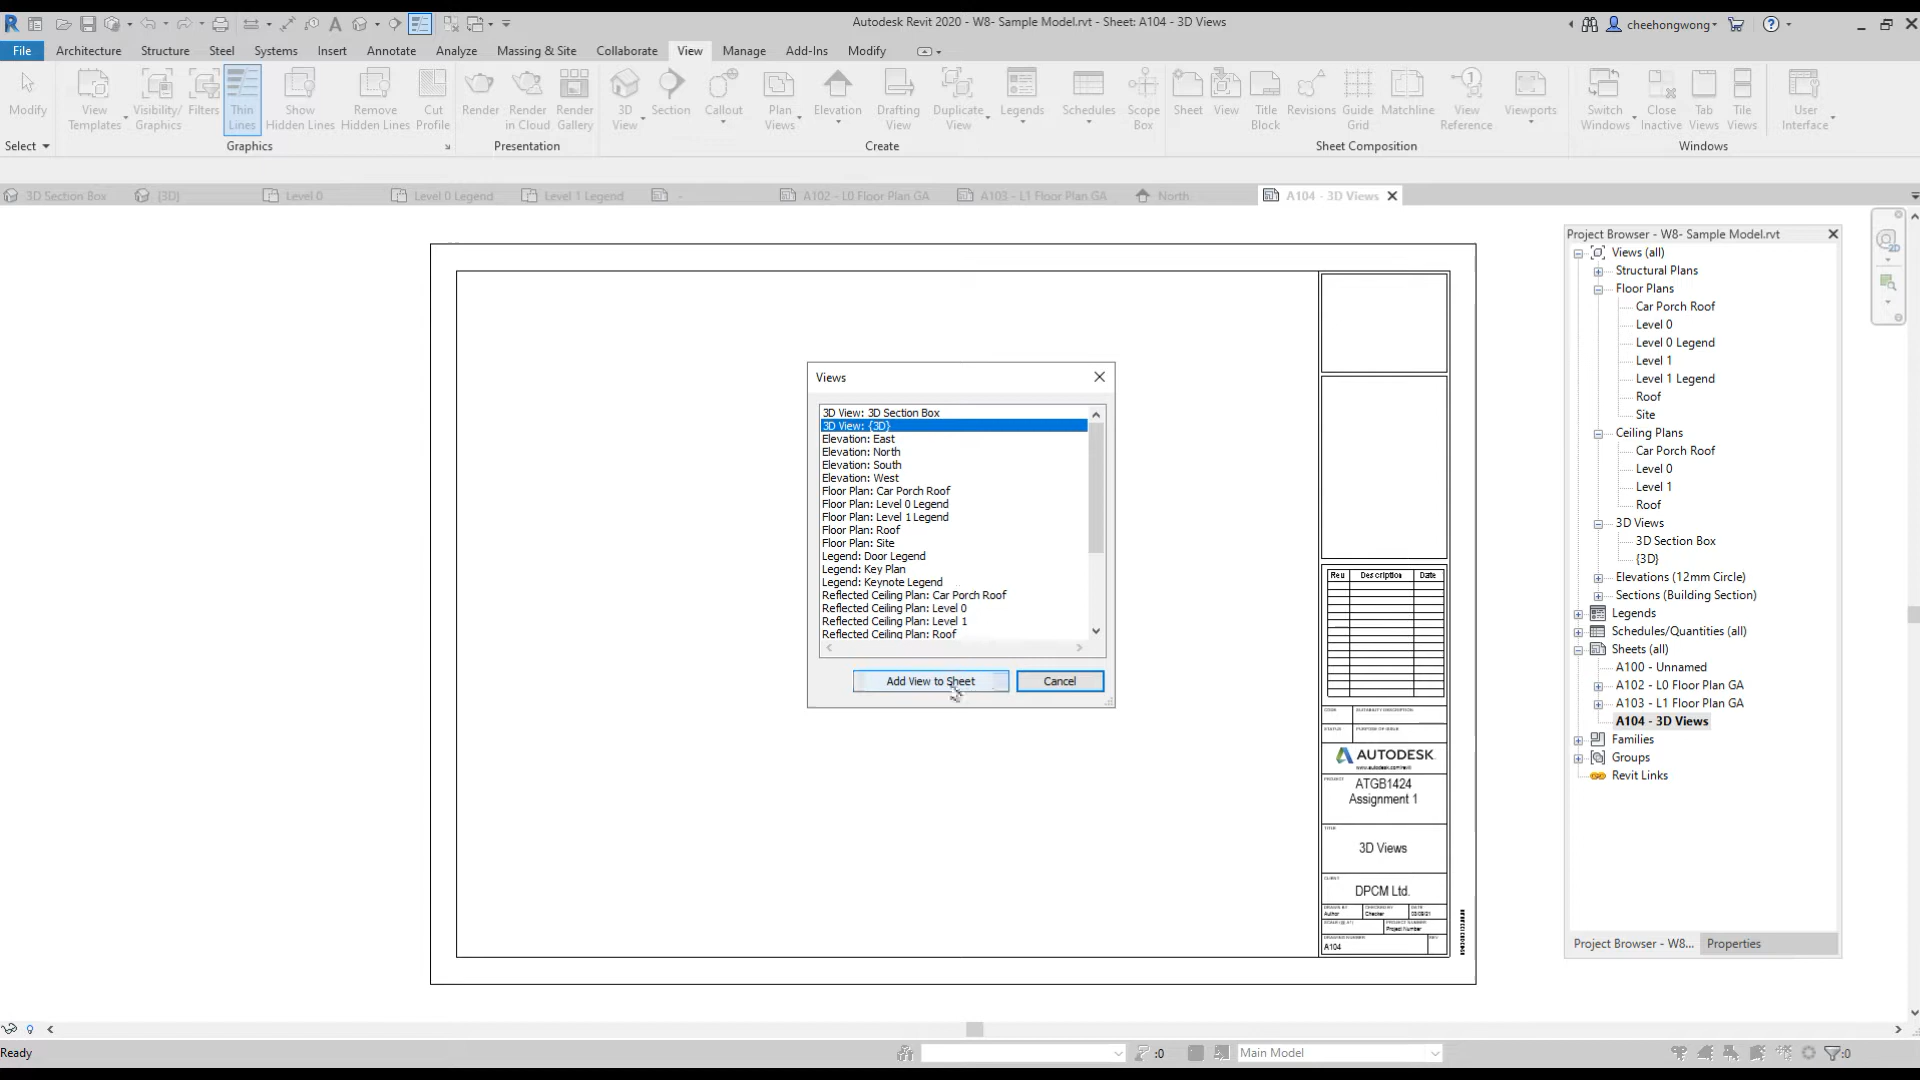 Autodesk Revit 2020 - W8- Sample Model.rvt - Sheet: A104 - 3D Views
cheehongwong
File
Architecture
Structure
Steel
Systems
Insert
Annotate
Analyze
Massing & Site
Collaborate
View
Manage
Add-Ins
Modify
Modify
View Templates
Visibility/ Graphics
Filters
Thin Lines
Show Hidden Lines
Remove Hidden Lines
Cut Profile
Render
Render in Cloud
Render Gallery
3D View
Section
Callout
Plan Views
Elevation
Drafting View
Duplicate View
Legends
Schedules
Scope Box
Sheet
View
Title Block
Revisions
Guide Grid
Matchline
View Reference
Viewports
Switch Windows
Close Inactive
Tab Views
Tile Views
User Interface
Select
Graphics
Presentation
Create
Sheet Composition
Windows
3D Section Box
{3D}
Level 0
Level 0 Legend
Level 1 Legend
-
A102 - L0 Floor Plan GA
A103 - L1 Floor Plan GA
North
A104 - 3D Views
Views
3D View: 3D Section Box
3D View: {3D}
Elevation: East
Elevation: North
Elevation: South
Elevation: West
Floor Plan: Car Porch Roof
Floor Plan: Level 0 Legend
Floor Plan: Level 1 Legend
Floor Plan: Roof
Floor Plan: Site
Legend: Door Legend
Legend: Key Plan
Legend: Keynote Legend
Reflected Ceiling Plan: Car Porch Roof
Reflected Ceiling Plan: Level 0
Reflected Ceiling Plan: Level 1
Reflected Ceiling Plan: Roof
Add View to Sheet
Cancel
Rev Description Date
AUTODESK
www.autodesk.com/revit
PROJECT
ATGB1424
Assignment 1
TITLE
3D Views
CLIENT
DPCM Ltd.
Author
Checker
Project Number
A104
Project Browser - W8- Sample Model.rvt
Views (all)
Structural Plans
Floor Plans
Car Porch Roof
Level 0
Level 0 Legend
Level 1
Level 1 Legend
Roof
Site
Ceiling Plans
Car Porch Roof
Level 0
Level 1
Roof
3D Views
3D Section Box
{3D}
Elevations (12mm Circle)
Sections (Building Section)
Legends
Schedules/Quantities (all)
Sheets (all)
A100 - Unnamed
A102 - L0 Floor Plan GA
A103 - L1 Floor Plan GA
A104 - 3D Views
Families
Groups
Revit Links
Project Browser - W8...
Properties
2D
Ready
:0
Main Model
:0